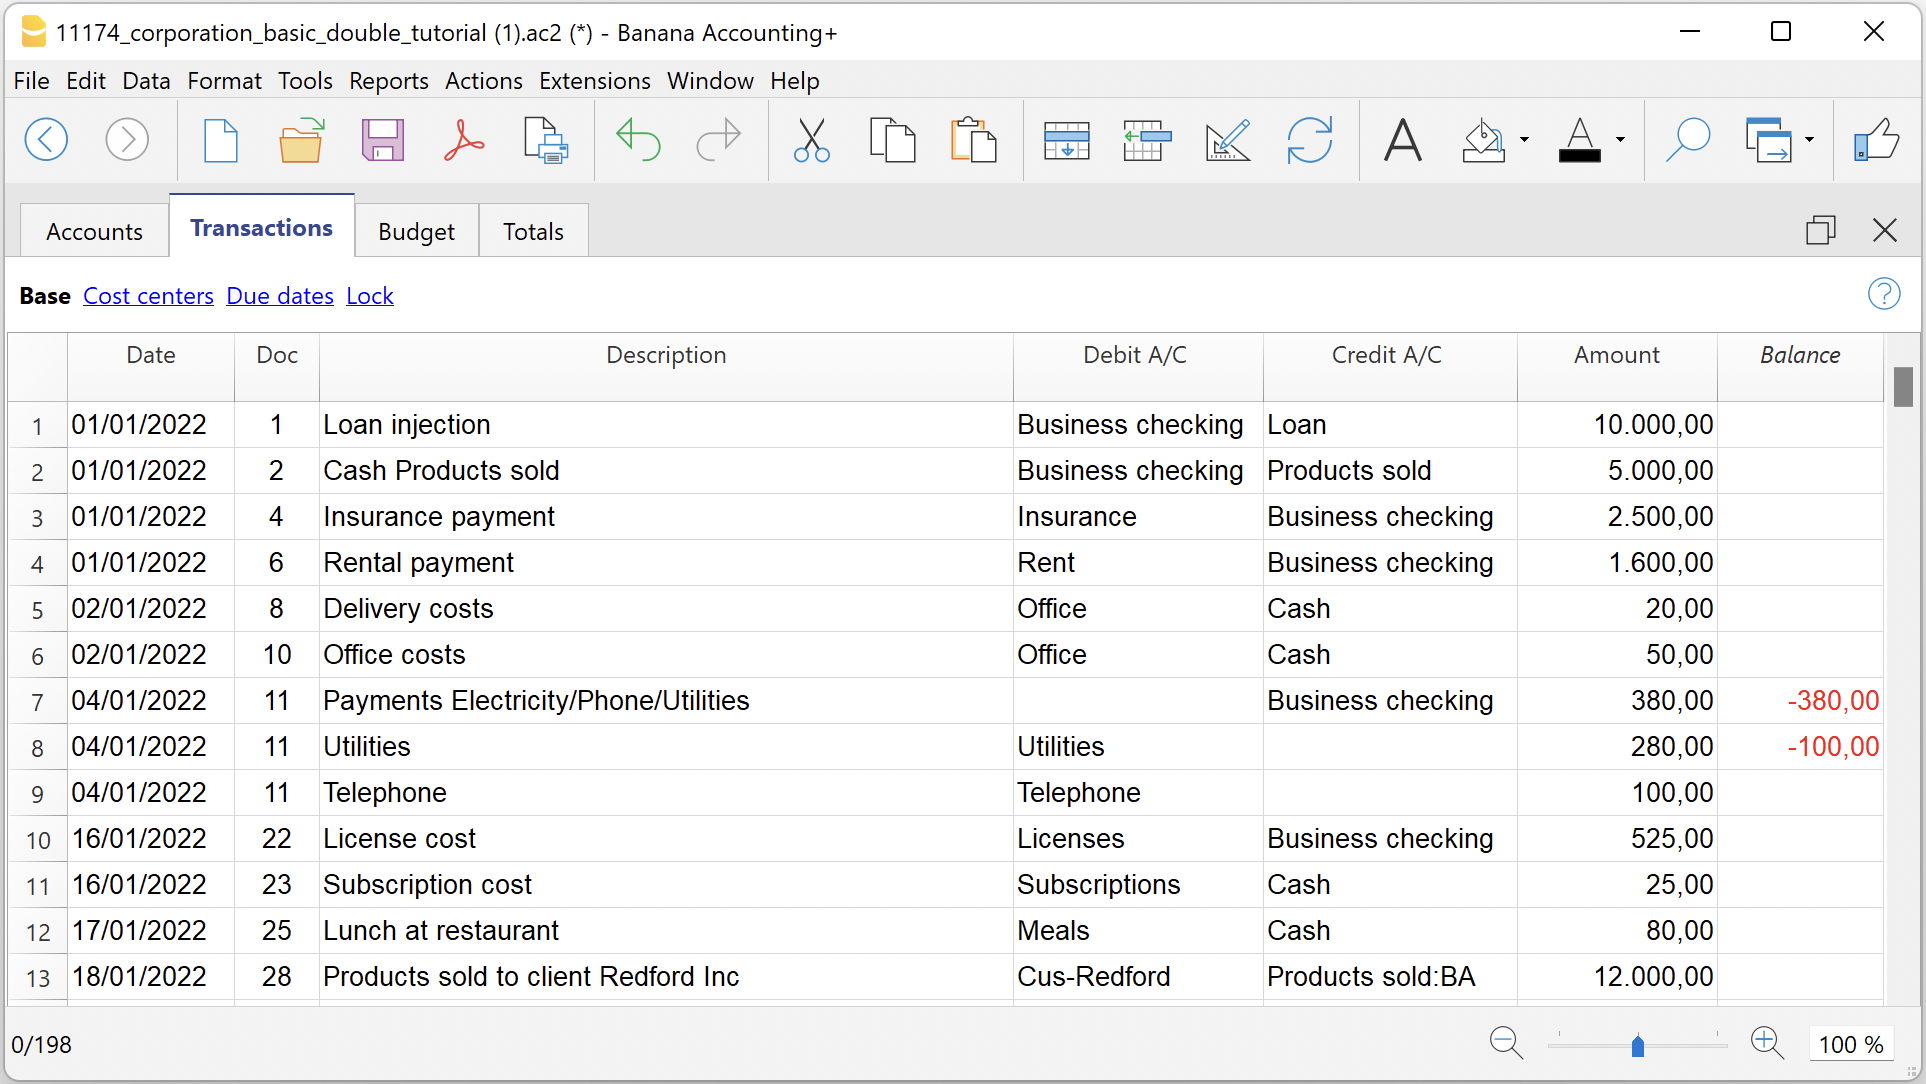 11174_corporation_basic_double_tutorial (1).ac2 (*) - Banana Accounting+
File Edit Data Format Tools Reports Actions Extensions Window Help
Accounts Transactions Budget Totals
Base Cost centers Due dates Lock
Date Doc Description Debit A/C Credit A/C Amount Balance
1 01/01/2022 1 Loan injection Business checking Loan 10.000,00
2 01/01/2022 2 Cash Products sold Business checking Products sold 5.000,00
3 01/01/2022 4 Insurance payment Insurance Business checking 2.500,00
4 01/01/2022 6 Rental payment Rent Business checking 1.600,00
5 02/01/2022 8 Delivery costs Office Cash 20,00
6 02/01/2022 10 Office costs Office Cash 50,00
7 04/01/2022 11 Payments Electricity/Phone/Utilities Business checking 380,00 -380,00
8 04/01/2022 11 Utilities Utilities 280,00 -100,00
9 04/01/2022 11 Telephone Telephone 100,00
10 16/01/2022 22 License cost Licenses Business checking 525,00
11 16/01/2022 23 Subscription cost Subscriptions Cash 25,00
12 17/01/2022 25 Lunch at restaurant Meals Cash 80,00
13 18/01/2022 28 Products sold to client Redford Inc Cus-Redford Products sold:BA 12.000,00
0/198 100 %